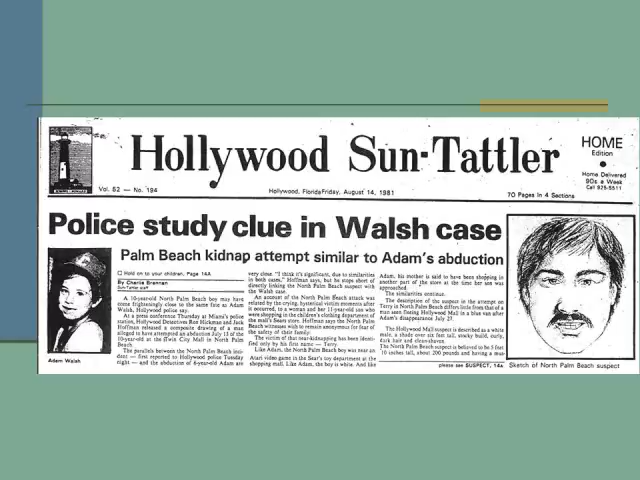 Hollywood Sun-Tattler
HOME
Edition
Home Delivered
90¢ a Week
Call 929-5511
Vol. 52 — No. 194
Hollywood, Florida Friday, August 14, 1981
70 Pages in 4 Sections
Police study clue in Walsh case
Palm Beach kidnap attempt similar to Adam's abduction
Adam Walsh
□ Hold on to your children, Page 14A
By Charlie Brennan
Sun-Tattler staff
A 10-year-old North Palm Beach boy may have
come frighteningly close to the same fate as Adam
Walsh, Hollywood police say.
At a press conference Thursday at Miami's police
station, Hollywood Detectives Ron Hickman and Jack
Hoffman released a composite drawing of a man
alleged to have attempted an abduction July 13 of the
10-year-old at the Twin City Mall in North Palm
Beach.
The parallels between the North Palm Beach inci-
dent — first reported to Hollywood police Tuesday
night — and the abduction of 6-year-old Adam are
very close. "I think it's significant, due to similarities
in both cases," Hoffman says, but he stops short of
directly linking the North Palm Beach suspect with
the Walsh case.
An account of the North Palm Beach attack was
related by the crying, hysterical victim moments after
it occurred, to a woman and her 11-year-old son who
were shopping in the children's clothing department of
the mall's Sears store. Hoffman says the North Palm
Beach witnesses wish to remain anonymous for fear of
the safety of their family.
The victim of that near-kidnapping has been identi-
fied only by his first name — Terry.
Like Adam, the North Palm Beach boy was near an
Atari video game in the Sear's toy department at the
shopping mall. Like Adam, the boy is white. And like
Adam, his mother is said to have been shopping in
another part of the store at the time her son was
approached.
The similarities continue.
The description of the suspect in the attempt on
Terry in North Palm Beach differs little from that of a
man seen fleeing Hollywood Mall in a blue van after
Adam's disappearance July 27.
The Hollywood Mall suspect is described as a white
male, a shade over six feet tall, stocky build, curly,
dark hair and clean-shaven.
The North Palm Beach suspect is believed to be 5 feet
10 inches tall, about 200 pounds and having a mus-
please see SUSPECT, 14A
Sketch of North Palm Beach suspect